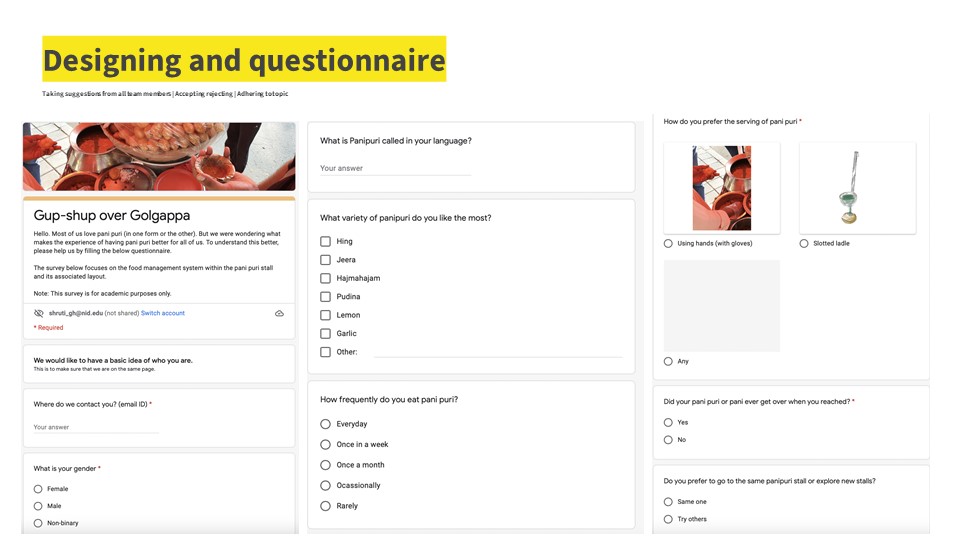 Designing and questionnaire
Taking suggestions from all team members | Accepting rejecting | Adhering to topic
Gup-shup over Golgappa
Hello. Most of us love pani puri (in one form or the other). But we were wondering what
makes the experience of having pani puri better for all of us. To understand this better,
please help us by filling the below questionnaire.
The survey below focuses on the food management system within the pani puri stall
and its associated layout.
Note: This survey is for academic purposes only.
shruti_gh@nid.edu (not shared) Switch account
* Required
We would like to have a basic idea of who you are.
This is to make sure that we are on the same page.
Where do we contact you? (email ID) *
Your answer
What is your gender *
Female
Male
Non-binary
What is Panipuri called in your language?
Your answer
What variety of panipuri do you like the most?
Hing
Jeera
Hajmahajam
Pudina
Lemon
Garlic
Other:
How frequently do you eat pani puri?
Everyday
Once in a week
Once a month
Ocassionally
Rarely
How do you prefer the serving of pani puri *
Using hands (with gloves)
Slotted ladle
Any
Did your pani puri or pani ever get over when you reached? *
Yes
No
Do you prefer to go to the same panipuri stall or explore new stalls?
Same one
Try others